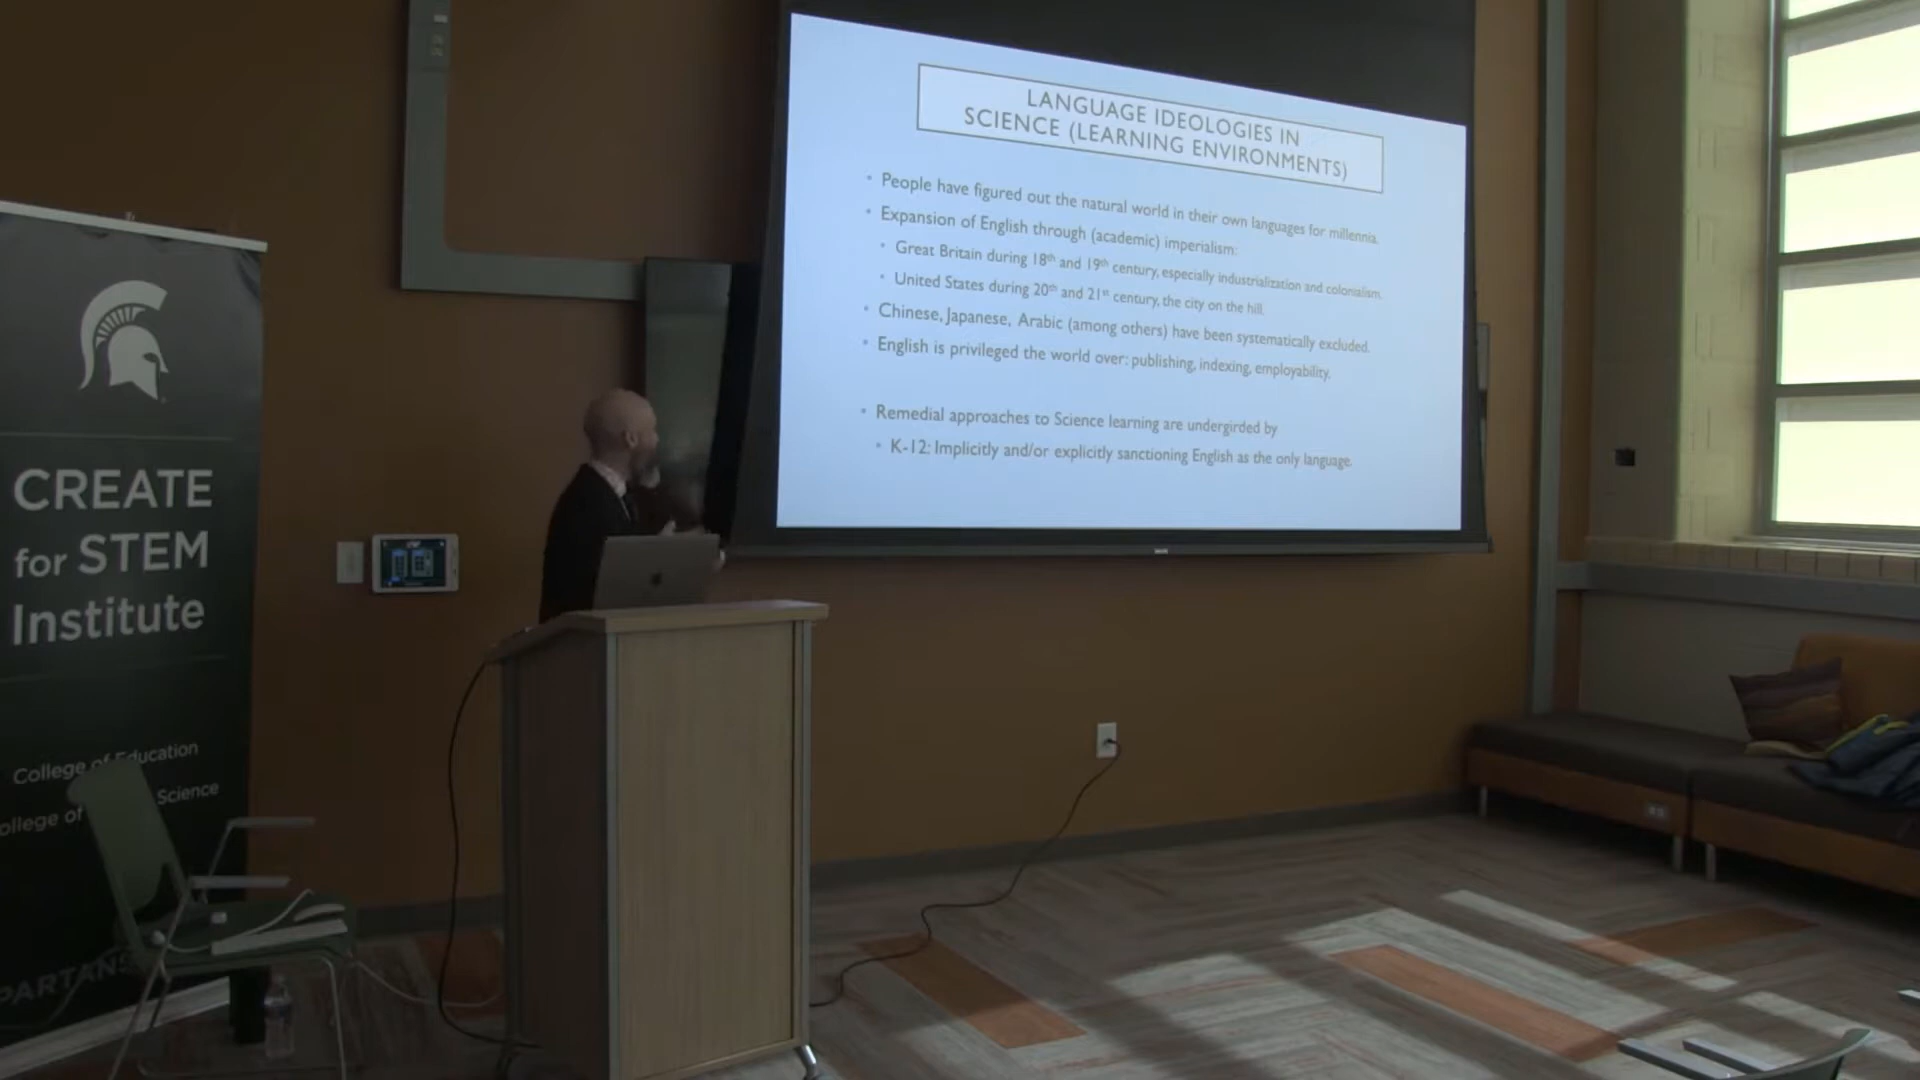 LANGUAGE IDEOLOGIES IN
SCIENCE (LEARNING ENVIRONMENTS)
• People have figured out the natural world in their own languages for millennia.
• Expansion of English through (academic) imperialism:
• Great Britain during 18th and 19th century, especially industrialization and colonialism.
• United States during 20th and 21st century, the city on the hill.
• Chinese, Japanese, Arabic (among others) have been systematically excluded.
• English is privileged the world over: publishing, indexing, employability.
• Remedial approaches to Science learning are undergirded by
• K-12: Implicitly and/or explicitly sanctioning English as the only language.
CREATE
for STEM
Institute
College of Education
ollege of Science
PARTANS